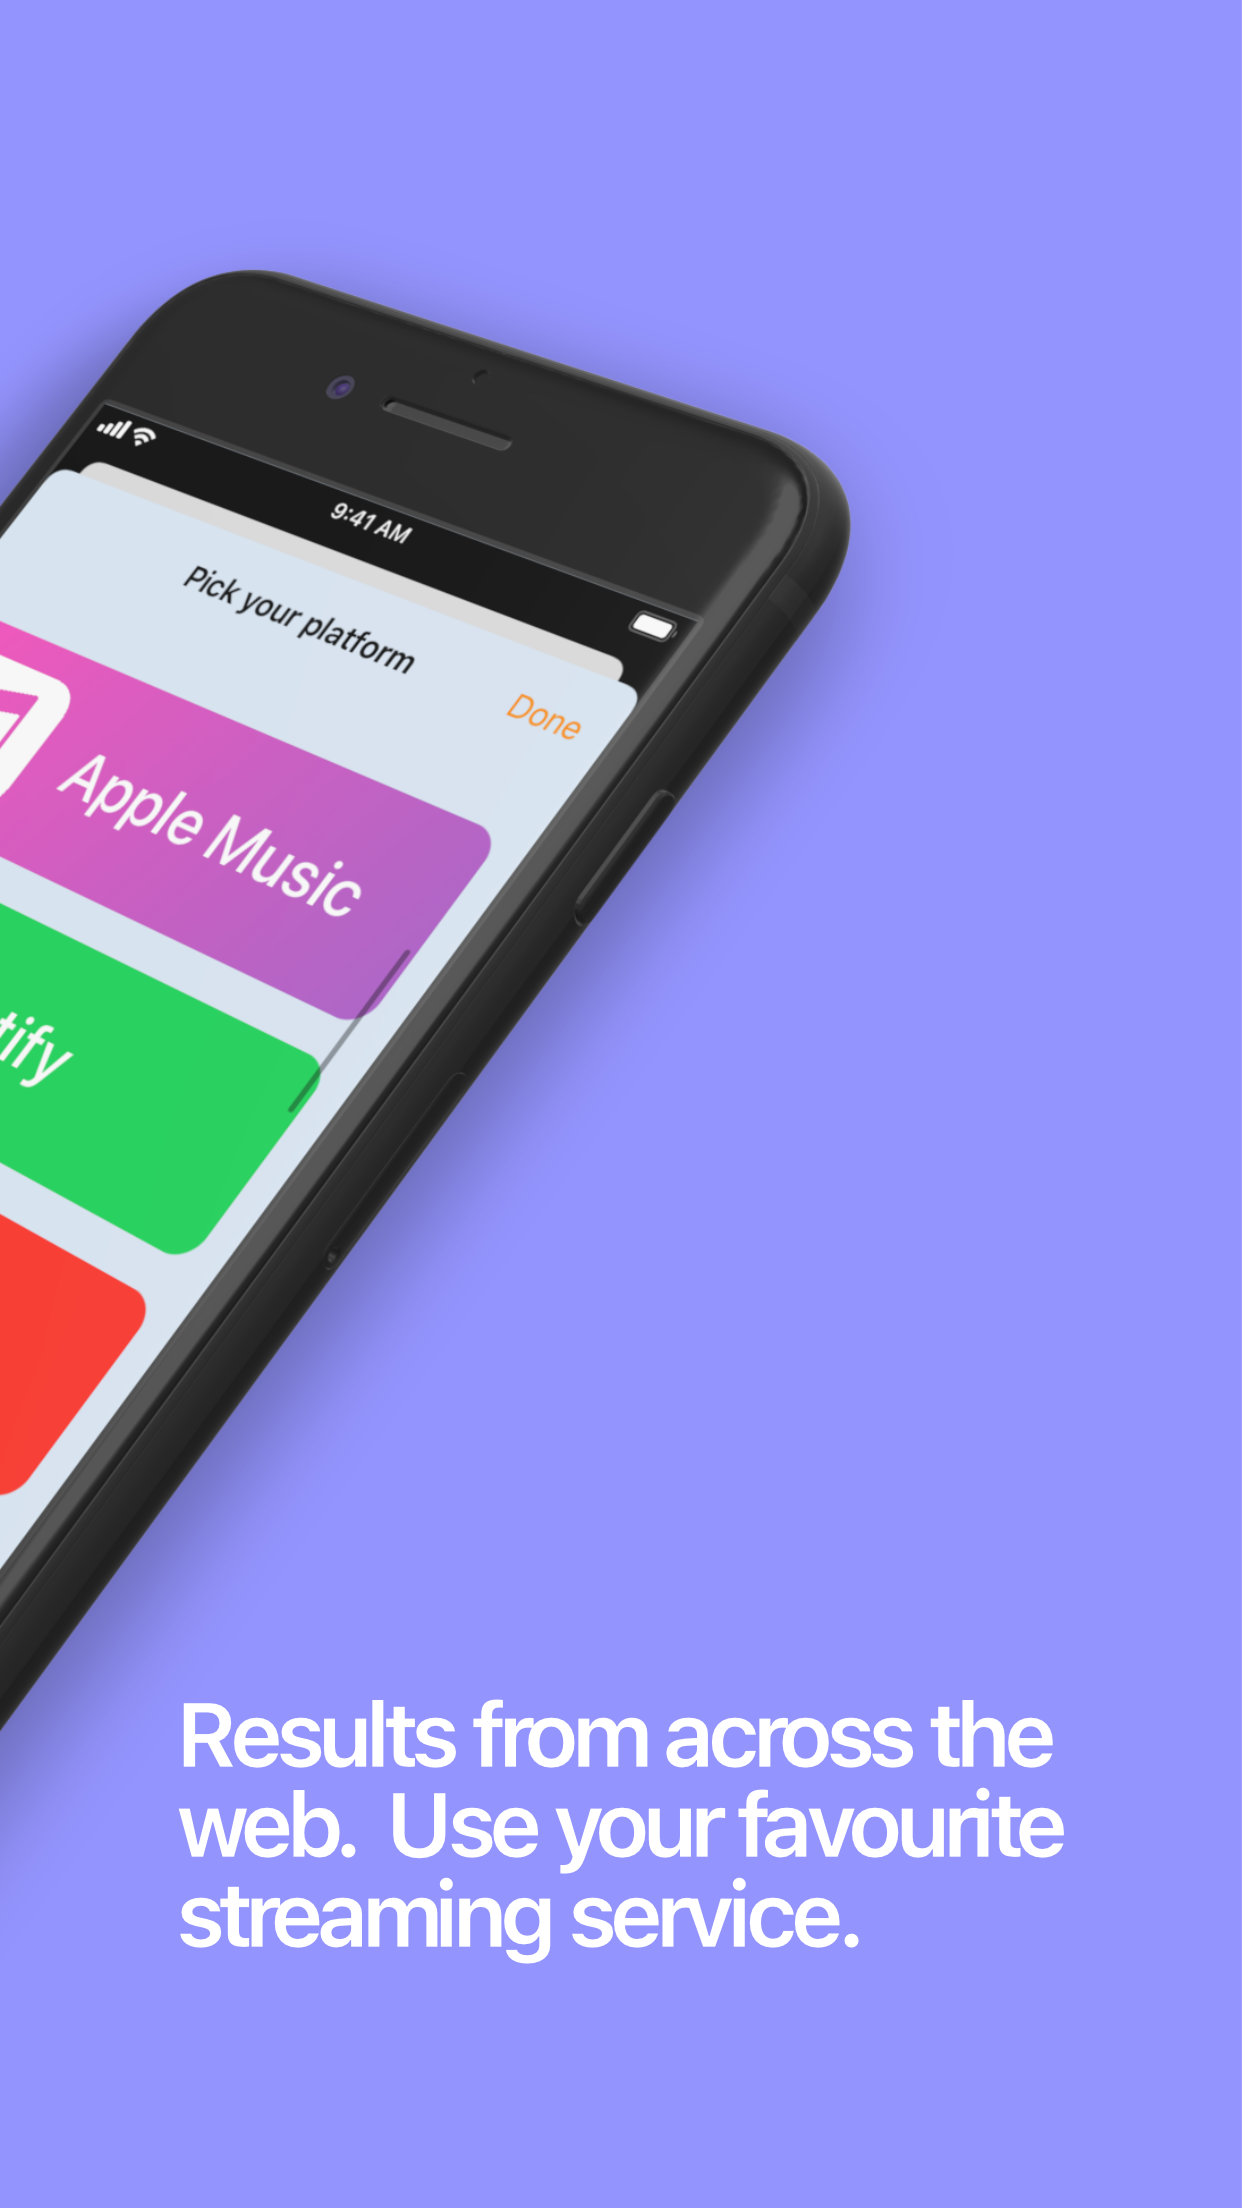 9:41 AM
Pick your platform
Done
Apple Music
tify
Results from across the
web. Use your favourite
streaming service.